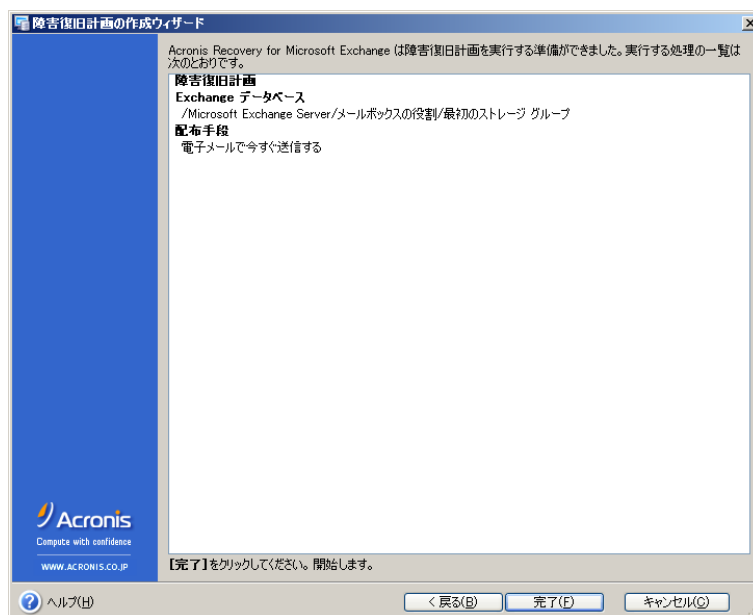 障害復旧計画の作成ウィザード
Acronis Recovery for Microsoft Exchange は障害復旧計画を実行する準備ができました。実行する処理の一覧は
次のとおりです。
障害復旧計画
Exchange データベース
/Microsoft Exchange Server/メールボックスの役割/最初のストレージ グループ
配布手段
電子メールで今すぐ送信する
Acronis
Compute with confidence
WWW.ACRONIS.CO.JP
[完了]をクリックしてください。開始します。
ヘルプ(H)
< 戻る(B)
完了(F)
キャンセル(C)